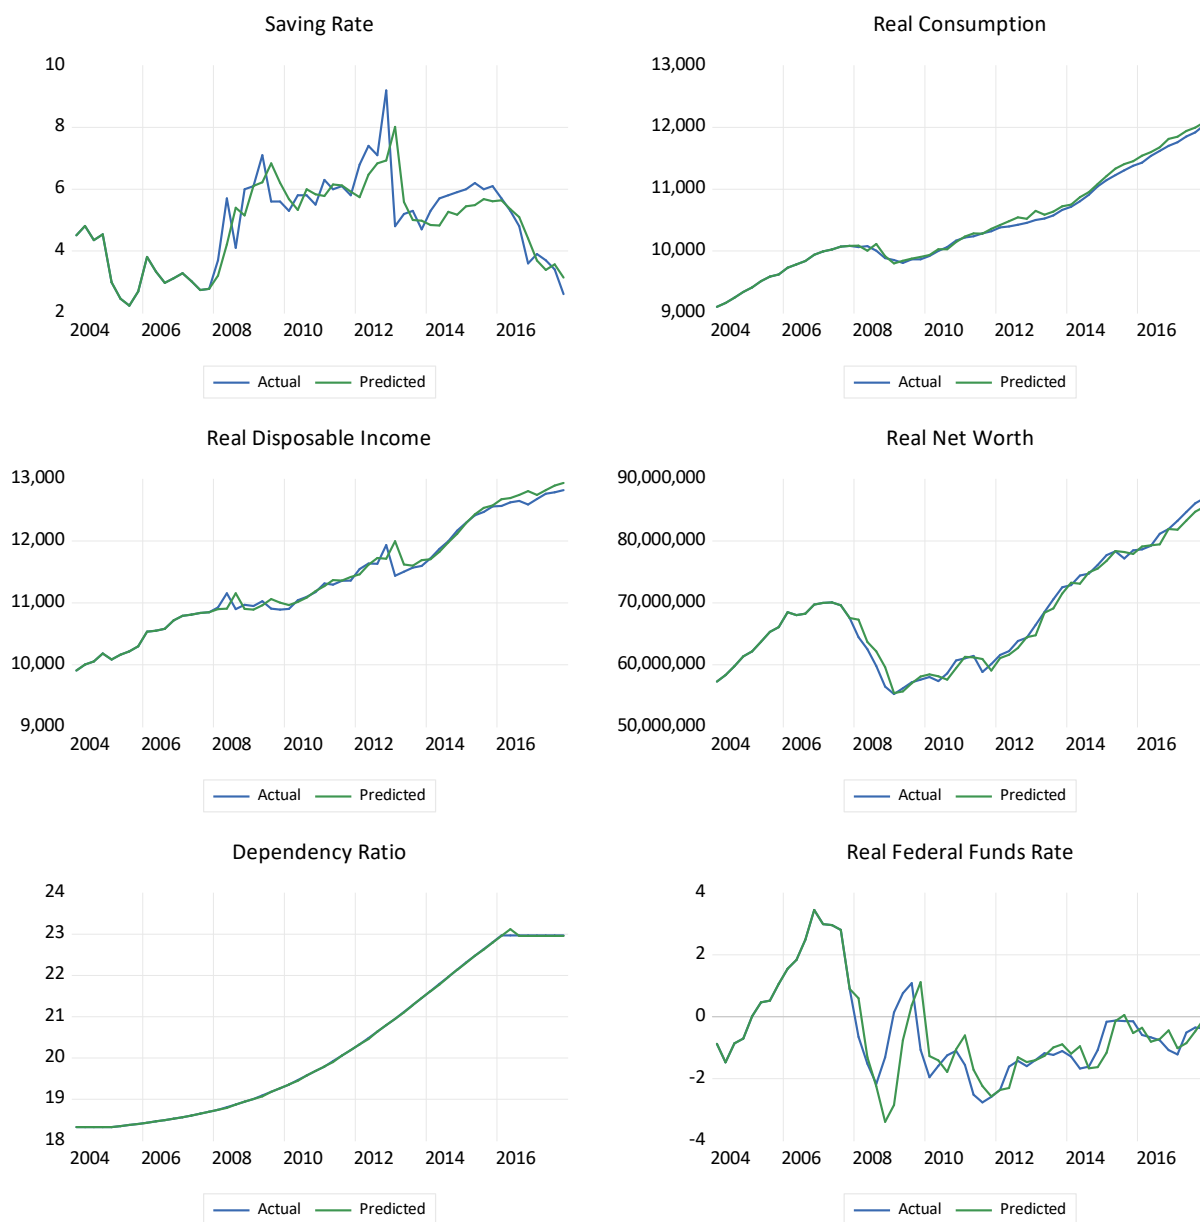 Saving Rate
10
8
6
4
2
2004 2006 2008 2010 2012 2014 2016
Actual Predicted
Real Consumption
13,000
12,000
11,000
10,000
9,000
2004 2006 2008 2010 2012 2014 2016
Actual Predicted
Real Disposable Income
13,000
12,000
11,000
10,000
9,000
2004 2006 2008 2010 2012 2014 2016
Actual Predicted
Real Net Worth
90,000,000
80,000,000
70,000,000
60,000,000
50,000,000
2004 2006 2008 2010 2012 2014 2016
Actual Predicted
Dependency Ratio
24
23
22
21
20
19
18
2004 2006 2008 2010 2012 2014 2016
Actual Predicted
Real Federal Funds Rate
4
2
0
-2
-4
2004 2006 2008 2010 2012 2014 2016
Actual Predicted